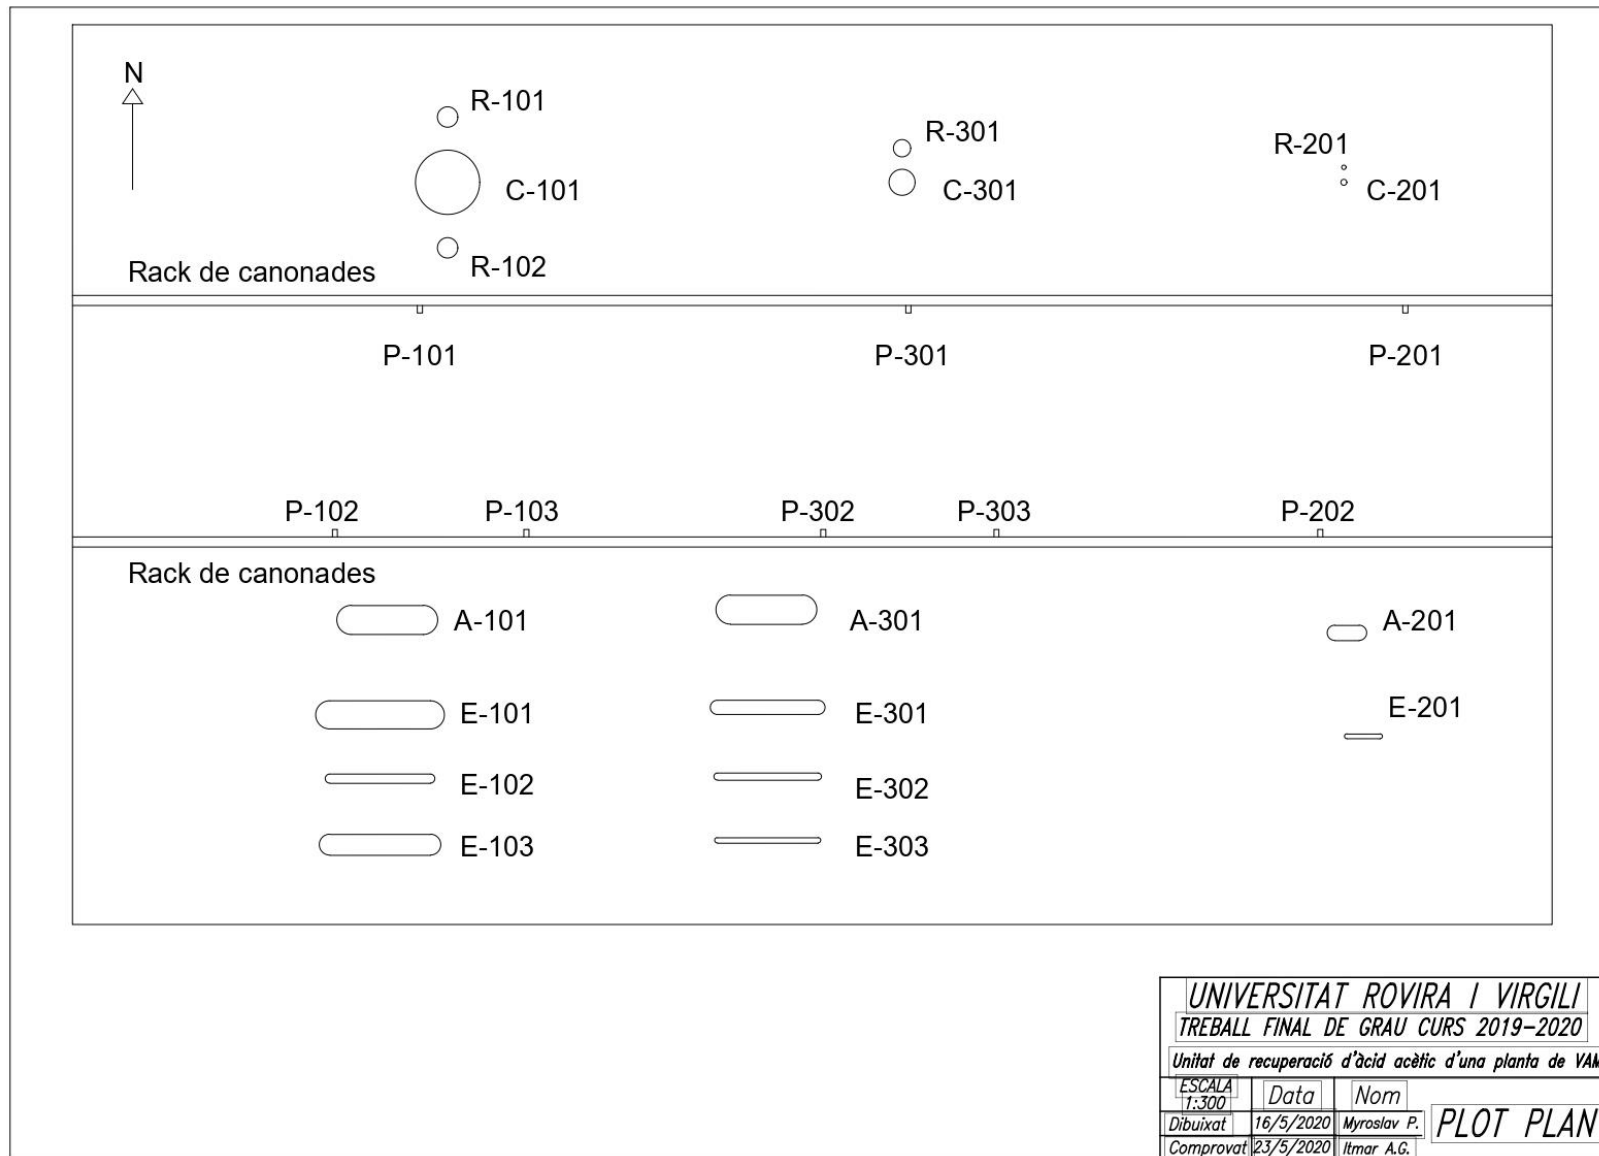 N
R-101
R-301
R-201
C-101
C-301
C-201
R-102
Rack de canonades
P-101
P-301
P-201
P-102
P-103
P-302
P-303
P-202
Rack de canonades
A-101
A-301
A-201
E-101
E-301
E-201
E-102
E-302
E-103
E-303
UNIVERSITAT ROVIRA I VIRGILI
TREBALL FINAL DE GRAU CURS 2019-2020
Unitat de recuperació d'àcid acètic d'una planta de VAM
ESCALA
1:300
Data
Nom
PLOT PLAN
Dibuixat
16/5/2020
Myroslav P.
Comprovat
23/5/2020
Itmar A.G.